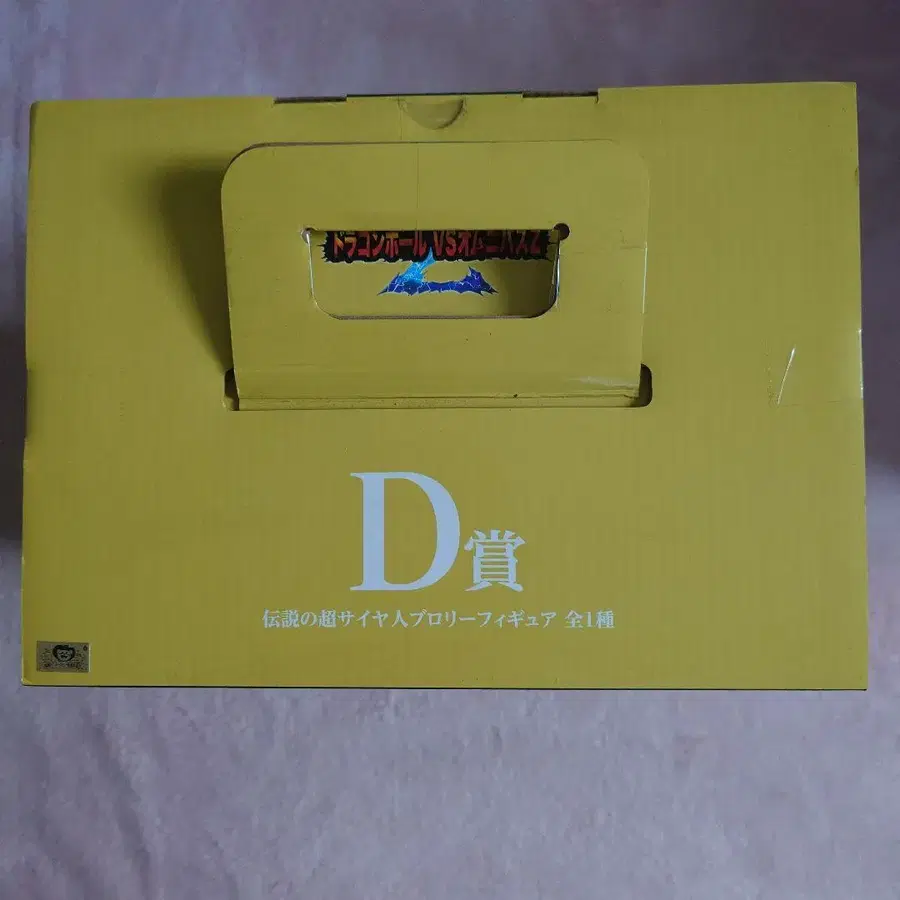 ドラゴンボール VSオムニバスZ
D賞
伝説の超サイヤ人ブロリーフィギュア 全1種